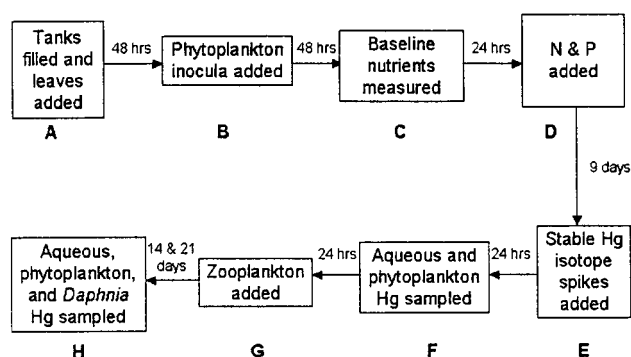 Tanks
filled and
leaves
added
48 hrs
Phytoplankton
inocula added
48 hrs
Baseline
nutrients
measured
24 hrs
N & P
added
A
B
C
D
9 days
Stable Hg
isotope
spikes
added
24 hrs
Aqueous and
phytoplankton
Hg sampled
24 hrs
Zooplankton
added
14 & 21
days
Aqueous,
phytoplankton,
and Daphnia
Hg sampled
H
G
F
E